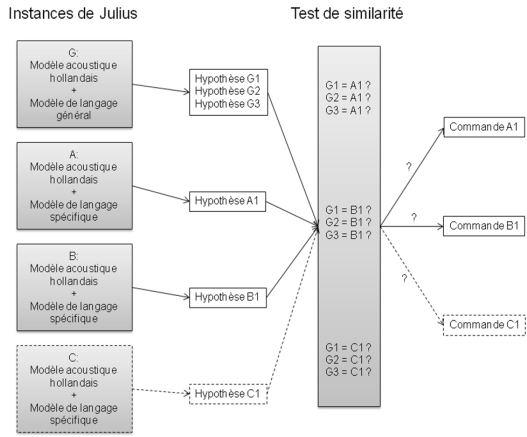 Instances de Julius
Test de similarité
G:
Modèle acoustique
hollandais
+
Modèle de langage
général
Hypothèse G1
Hypothèse G2
Hypothèse G3
A:
Modèle acoustique
hollandais
+
Modèle de langage
spécifique
Hypothèse A1
B:
Modèle acoustique
hollandais
+
Modèle de langage
spécifique
Hypothèse B1
C:
Modèle acoustique
hollandais
+
Modèle de langage
spécifique
Hypothèse C1
G1 = A1 ?
G2 = A1 ?
G3 = A1 ?
G1 = B1 ?
G2 = B1 ?
G3 = B1 ?
G1 = C1 ?
G2 = C1 ?
G3 = C1 ?
?
Commande A1
?
Commande B1
?
Commande C1